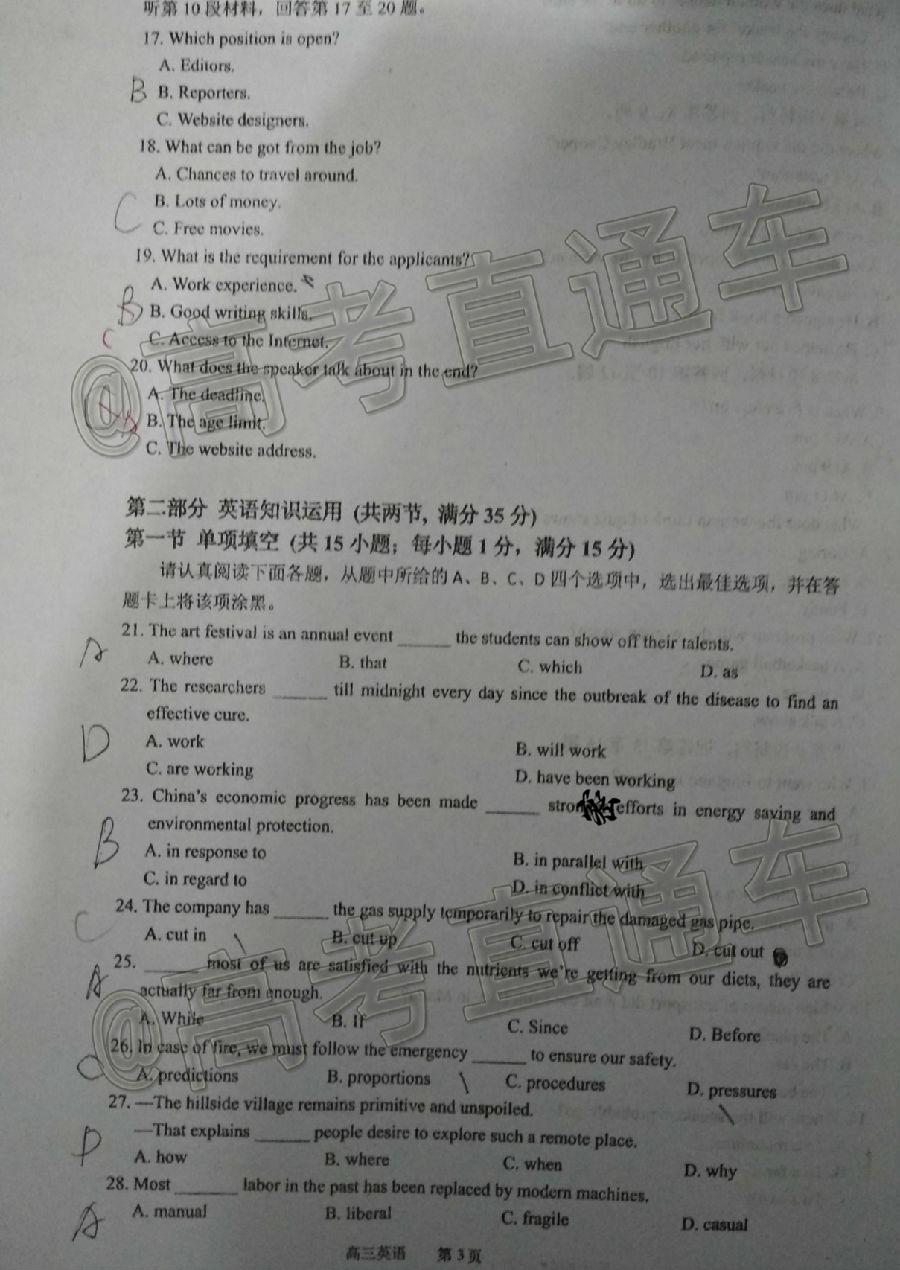 听第 10 段材料，回答第 17 至 20 题。
17. Which position is open?
A. Editors.
B
B. Reporters.
C. Website designers.
18. What can be got from the job?
A. Chances to travel around.
B. Lots of money.
C
C. Free movies.
19. What is the requirement for the applicants?
A. Work experience.
B
B. Good writing skills.
C
C. Access to the Internet.
20. What does the speaker talk about in the end?
A. The deadline.
A
B. The age limit.
C. The website address.
第二部分 英语知识运用 (共两节, 满分 35 分)
第一节 单项填空 (共 15 小题；每小题 1 分，满分 15 分)
请认真阅读下面各题，从题中所给的 A、B、C、D 四个选项中，选出最佳选项，并在答
题卡上将该项涂黑。
21. The art festival is an annual event ______ the students can show off their talents.
A
A. where B. that C. which D. as
22. The researchers ______ till midnight every day since the outbreak of the disease to find an
effective cure.
D
A. work B. will work
C. are working D. have been working
23. China's economic progress has been made ______ efforts in energy saving and
environmental protection.
B
A. in response to B. in parallel with
C. in regard to D. in conflict with
24. The company has ______ the gas supply temporarily to repair the damaged gas pipe.
C
A. cut in B. cut up C. cut off D. cut out
25. ______ most of us are satisfied with the nutrients we're getting from our diets, they are
A
actually far from enough.
A. While B. If C. Since D. Before
26. In case of fire, we must follow the emergency ______ to ensure our safety.
C
A. predictions B. proportions C. procedures D. pressures
27. —The hillside village remains primitive and unspoiled.
—That explains ______ people desire to explore such a remote place.
D
A. how B. where C. when D. why
28. Most ______ labor in the past has been replaced by modern machines.
A
A. manual B. liberal C. fragile D. casual
高三英语 第 3 页
@高考直通车
@高考直通车